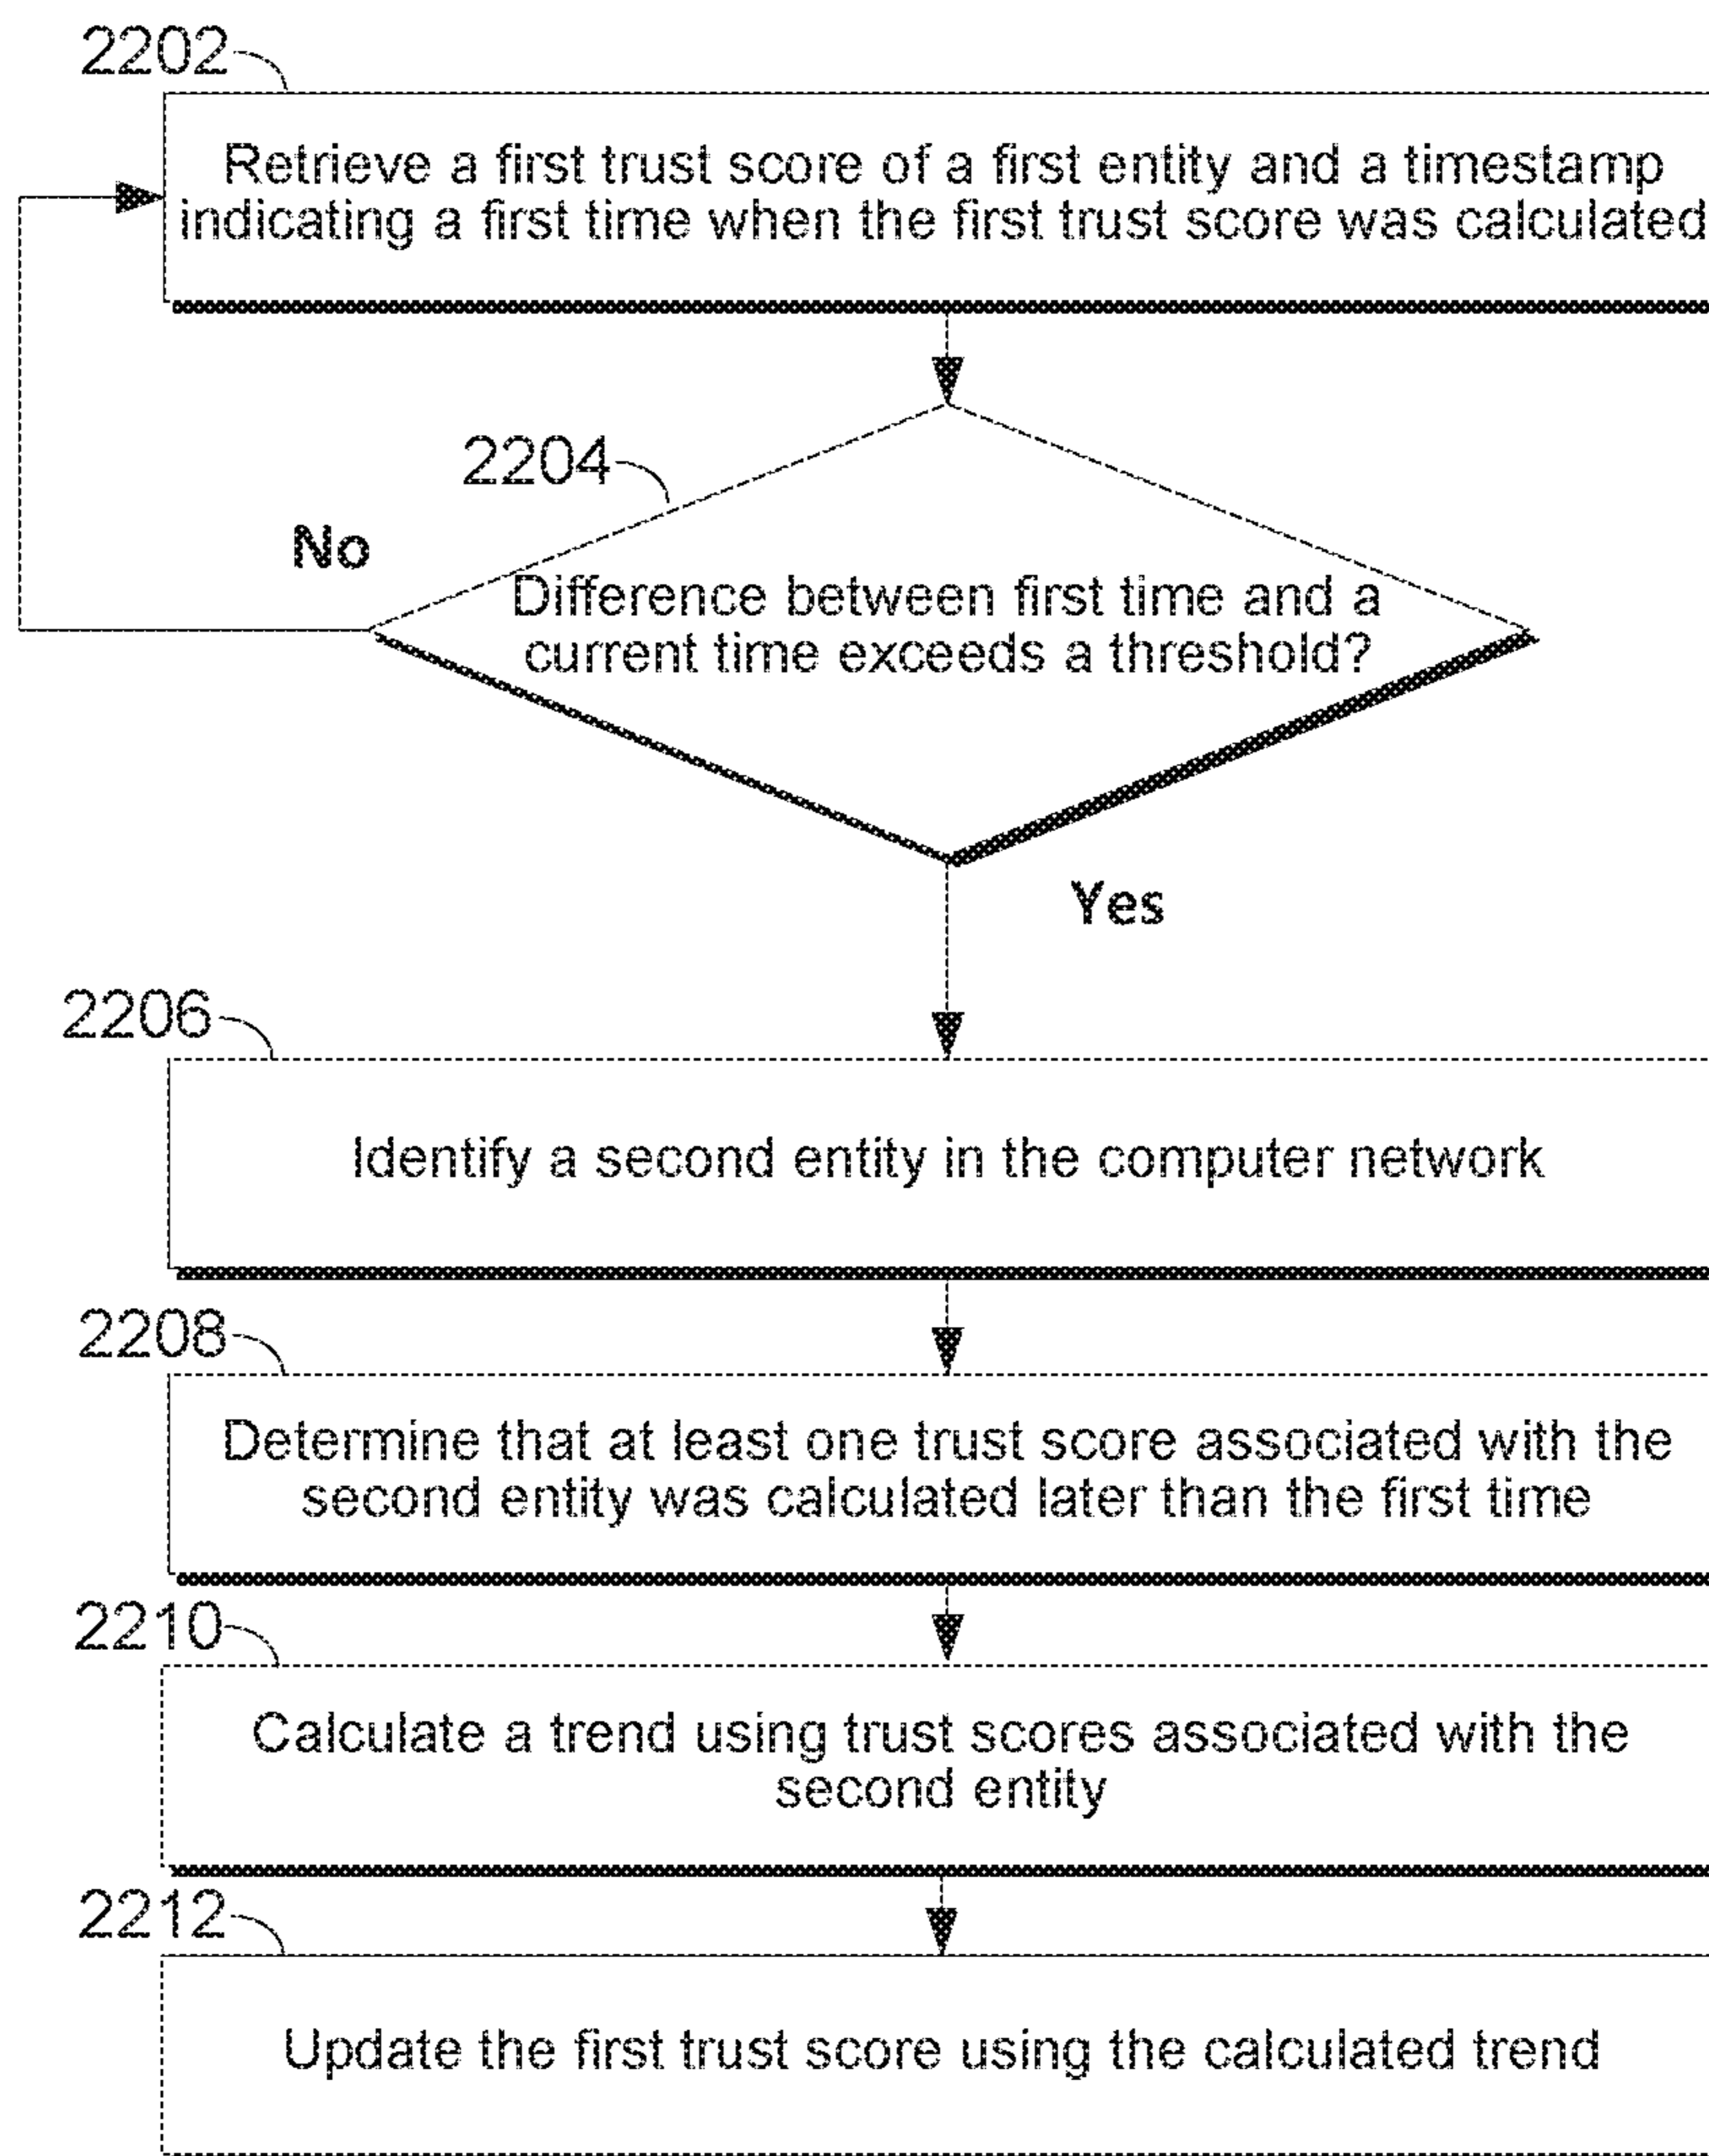 2202
Retrieve a first trust score of a first entity and a timestamp
indicating a first time when the first trust score was calculated
2204
No
Difference between first time and a
current time exceeds a threshold?
Yes
2206
Identify a second entity in the computer network
2208
Determine that at least one trust score associated with the
second entity was calculated later than the first time
2210
Calculate a trend using trust scores associated with the
second entity
2212
Update the first trust score using the calculated trend